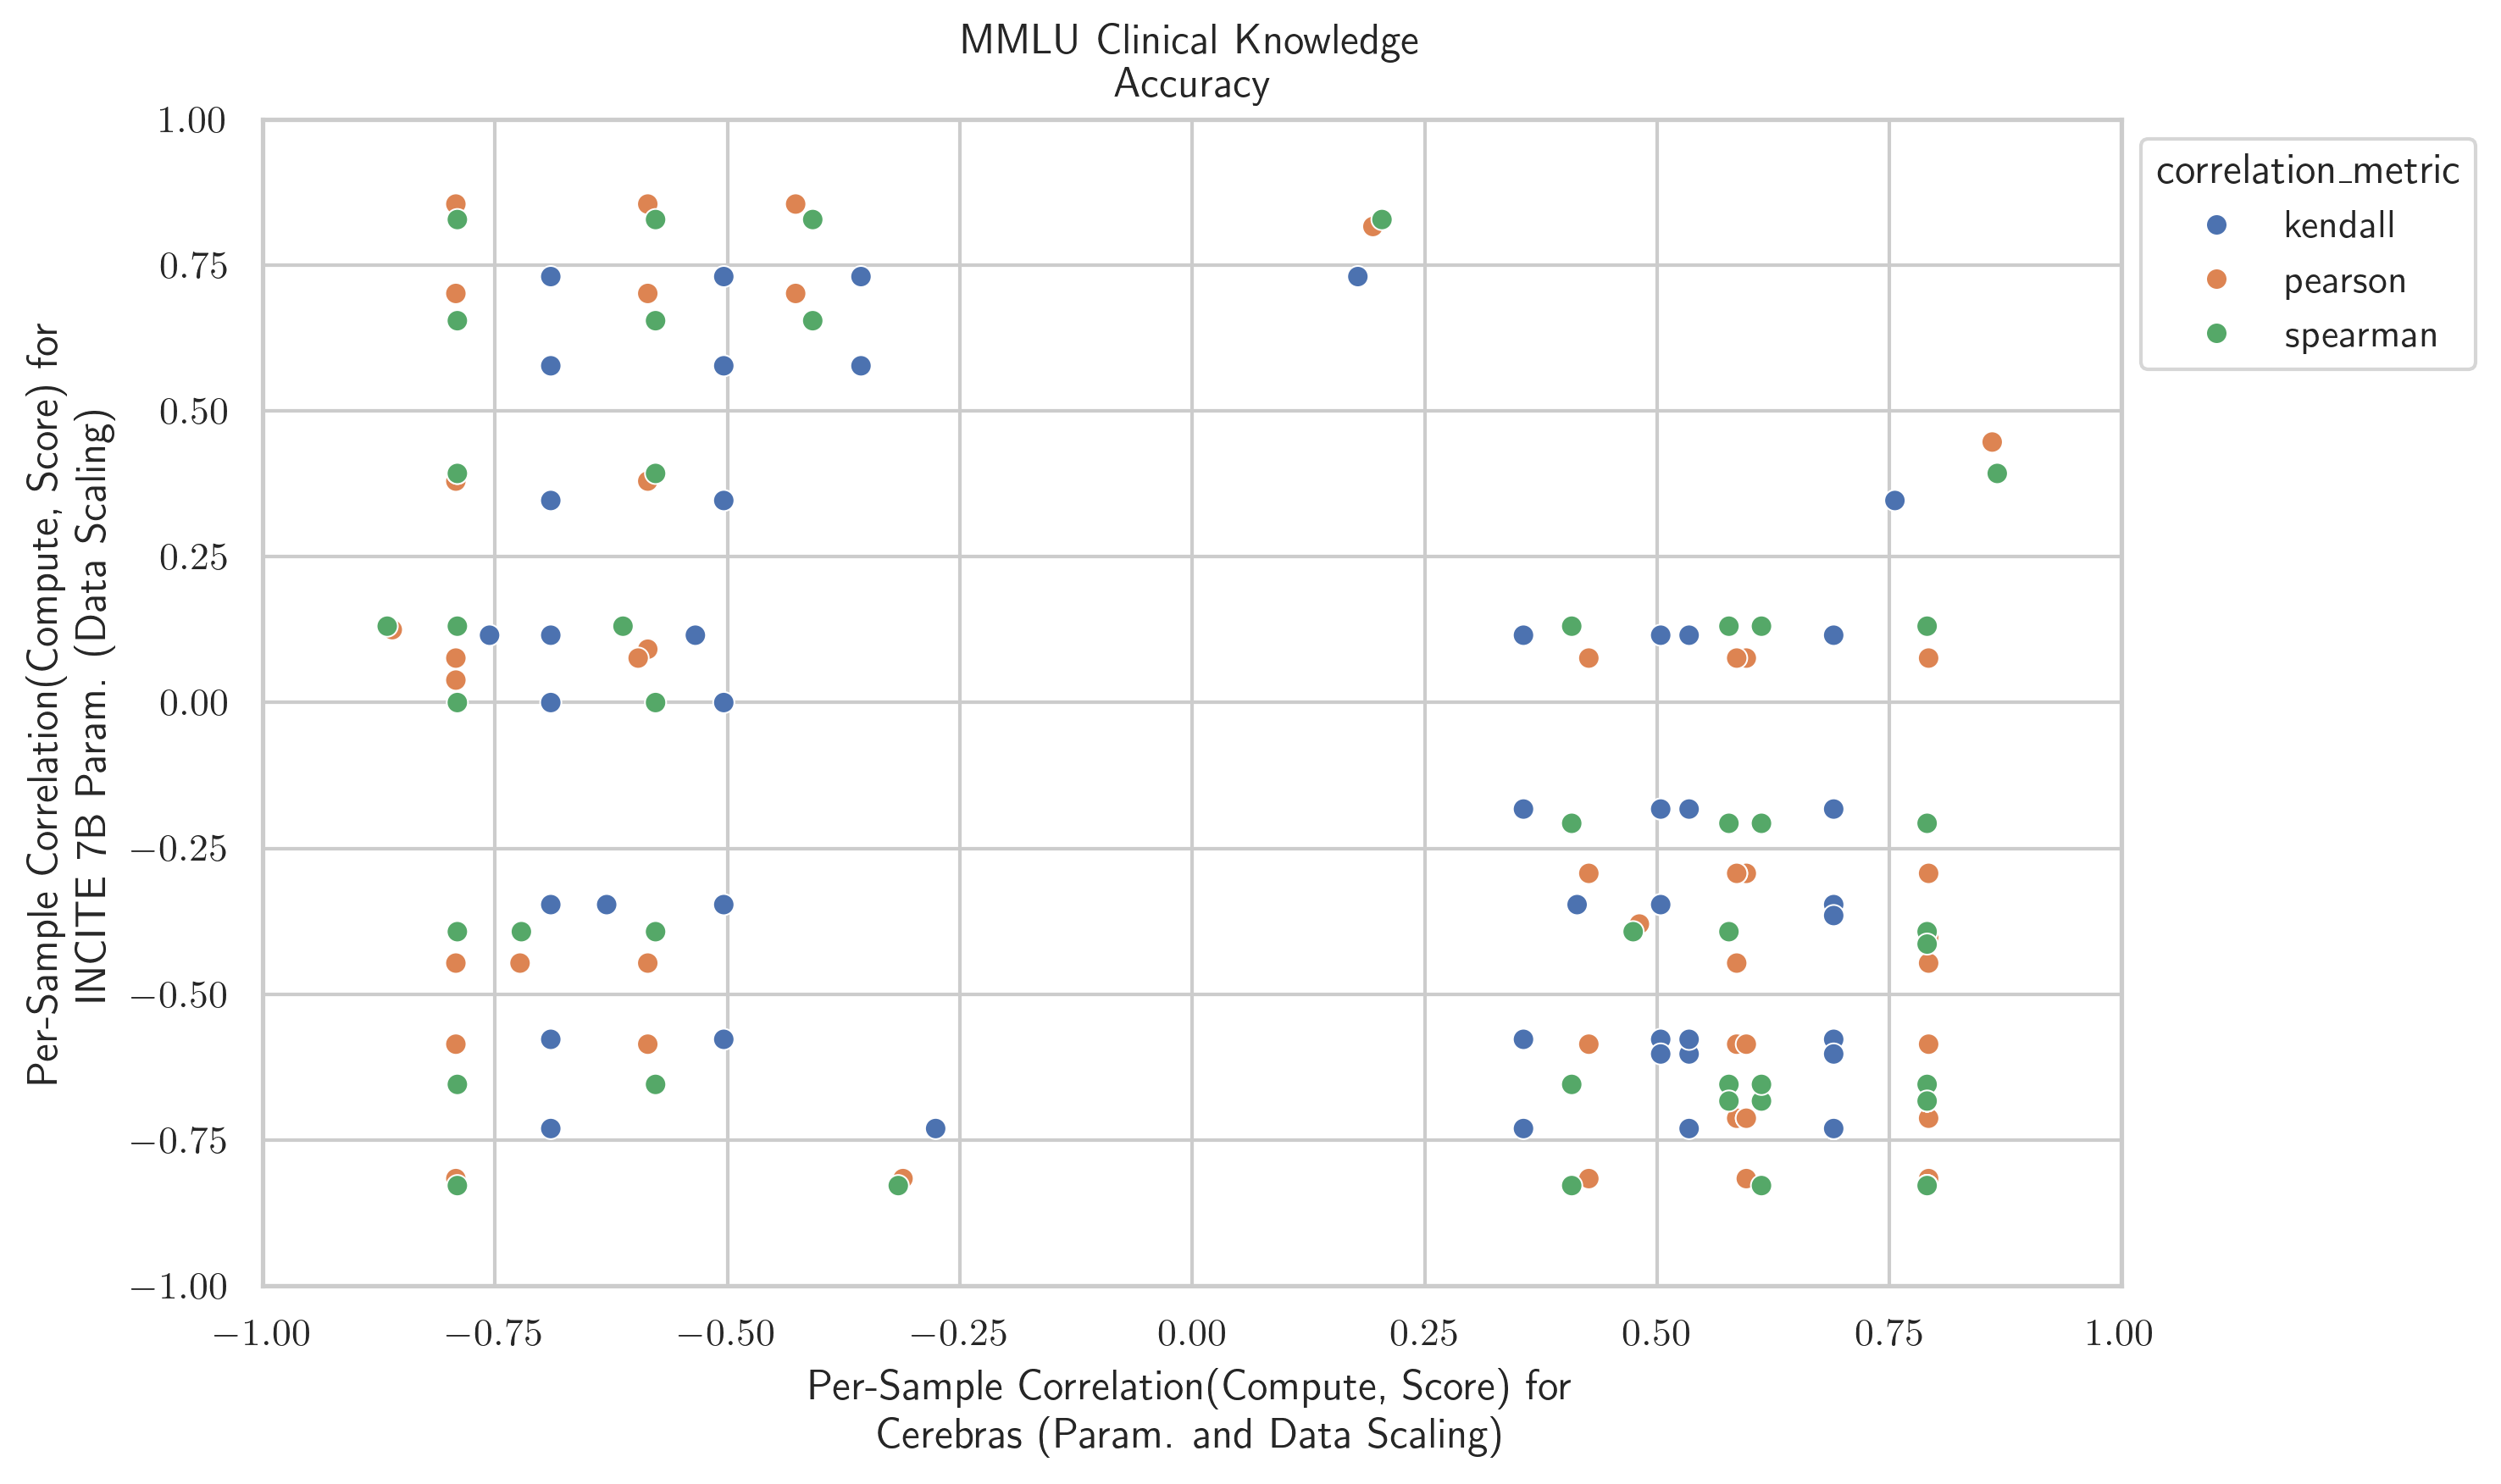 MMLU Clinical Knowledge
Accuracy
1.00
0.75
0.50
0.25
0.00
−0.25
−0.50
−0.75
−1.00
Per-Sample Correlation(Compute, Score) for
INCITE 7B Param. (Data Scaling)
−1.00
−0.75
−0.50
−0.25
0.00
0.25
0.50
0.75
1.00
Per-Sample Correlation(Compute, Score) for
Cerebras (Param. and Data Scaling)
correlation_metric
kendall
pearson
spearman